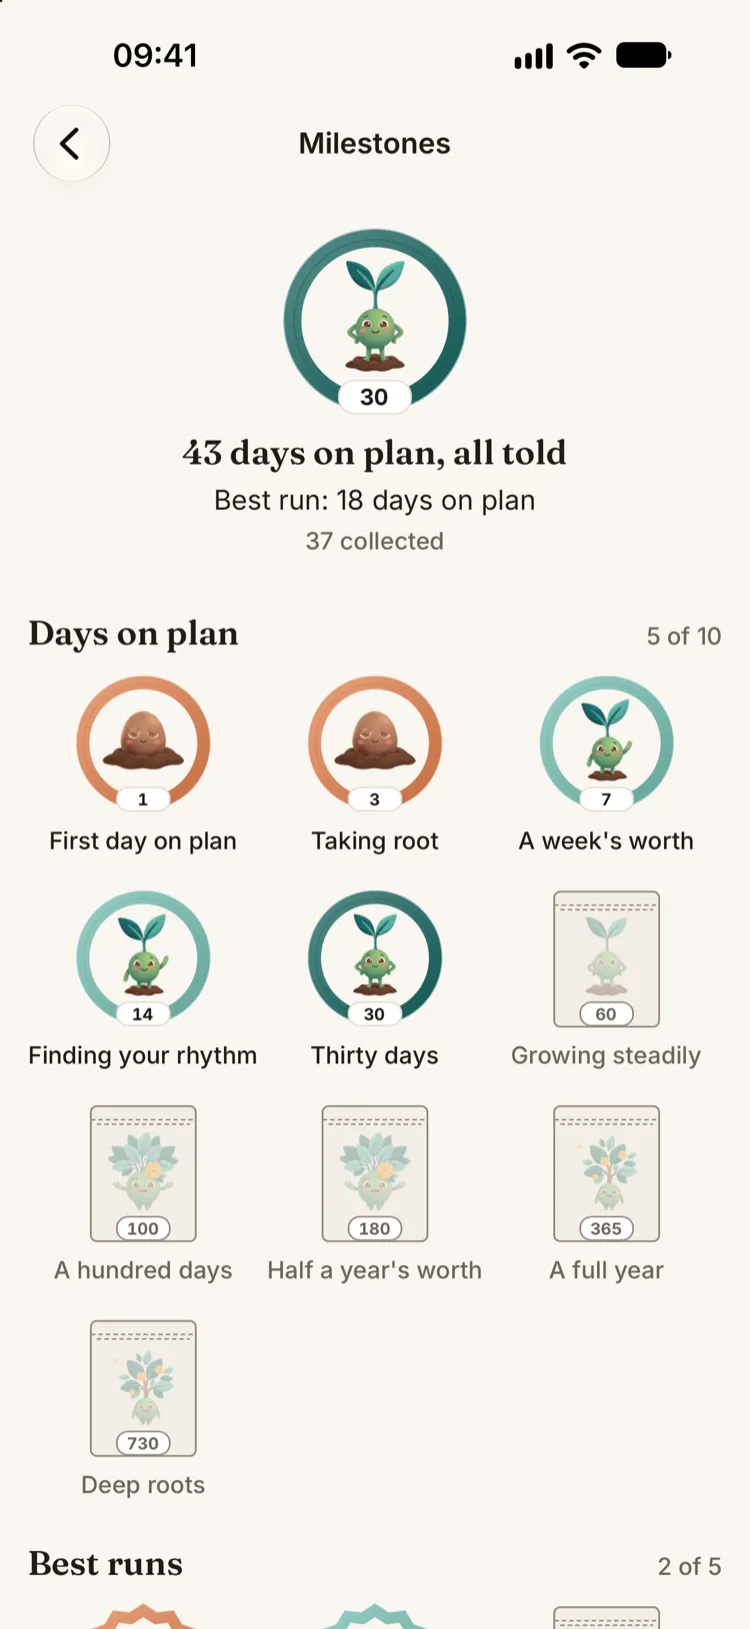 09:41
Milestones
30
43 days on plan, all told
Best run: 18 days on plan
37 collected
Days on plan
5 of 10
1
3
7
First day on plan
Taking root
A week's worth
14
30
60
Finding your rhythm
Thirty days
Growing steadily
100
180
365
A hundred days
Half a year's worth
A full year
730
Deep roots
Best runs
2 of 5